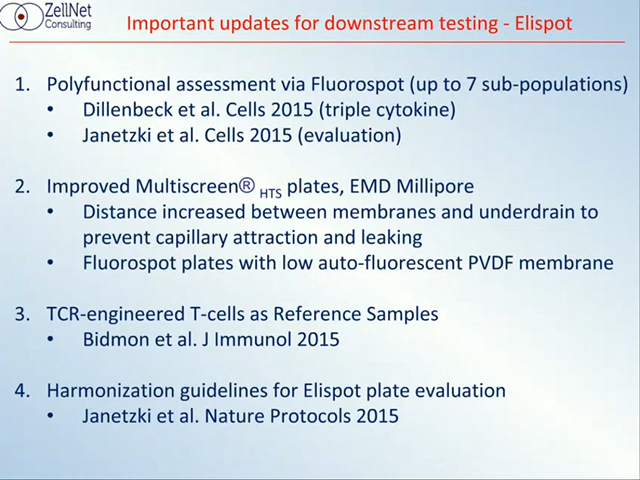 ZellNet
Consulting
Important updates for downstream testing - Elispot
1. Polyfunctional assessment via Fluorospot (up to 7 sub-populations)
• Dillenbeck et al. Cells 2015 (triple cytokine)
• Janetzki et al. Cells 2015 (evaluation)
2. Improved Multiscreen® HTS plates, EMD Millipore
• Distance increased between membranes and underdrain to
prevent capillary attraction and leaking
• Fluorospot plates with low auto-fluorescent PVDF membrane
3. TCR-engineered T-cells as Reference Samples
• Bidmon et al. J Immunol 2015
4. Harmonization guidelines for Elispot plate evaluation
• Janetzki et al. Nature Protocols 2015